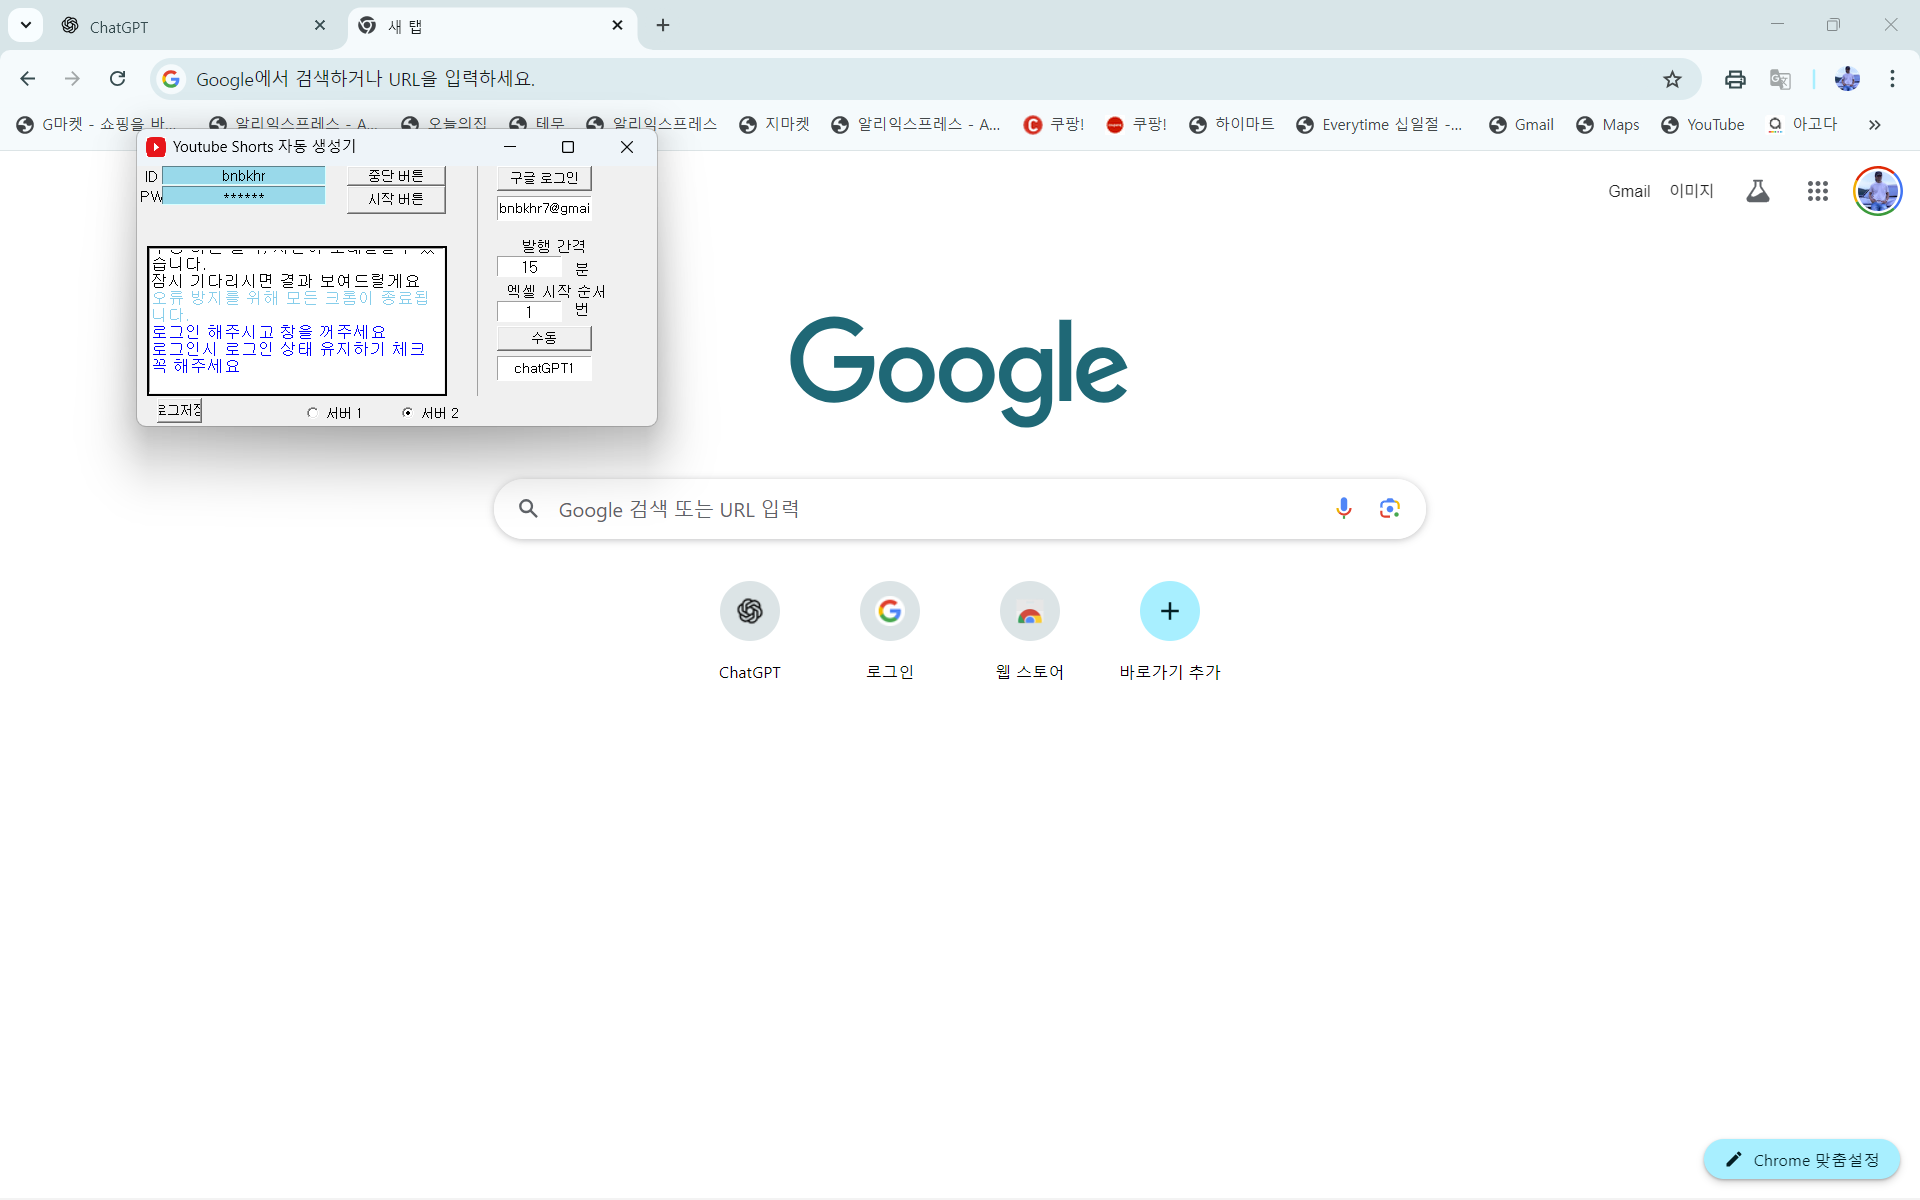 ChatGPT
새 탭
Google에서 검색하거나 URL을 입력하세요.
G마켓 - 쇼핑을 바...
알리익스프레스 - A...
오늘의집
테무
알리익스프레스
지마켓
알리익스프레스 - A...
쿠팡!
쿠팡!
하이마트
Everytime 십일절 -...
Gmail
Maps
YouTube
아고다
Youtube Shorts 자동 생성기
ID
bnbkhr
중단 버튼
구글 로그인
PW
******
시작 버튼
bnbkhr7@gmai
발행 간격
15
분
엑셀 시작 순서
1
번
수동
chatGPT1
습니다.
잠시 기다리시면 결과 보여드릴게요
오류 방지를 위해 모든 크롬이 종료됩
니다.
로그인 해주시고 창을 꺼주세요
로그인시 로그인 상태 유지하기 체크
꼭 해주세요
로그저장
서버 1
서버 2
Gmail
이미지
Google
Google 검색 또는 URL 입력
ChatGPT
로그인
웹 스토어
바로가기 추가
Chrome 맞춤설정